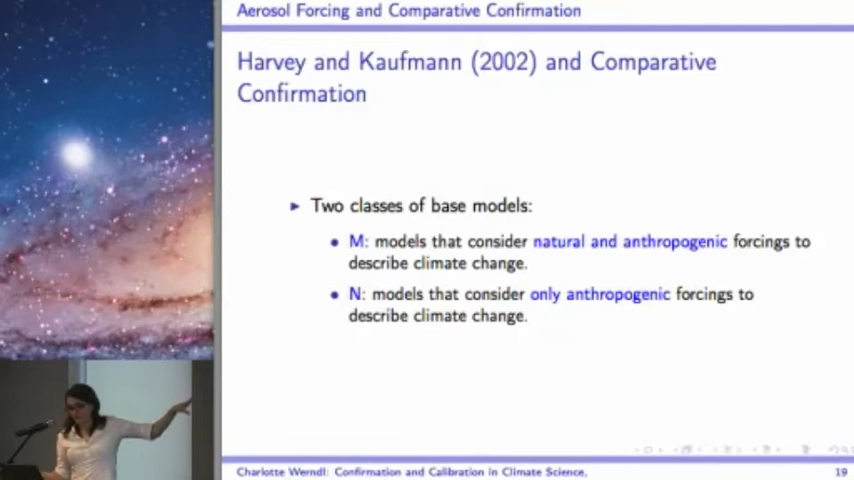 Aerosol Forcing and Comparative Confirmation
Harvey and Kaufmann (2002) and Comparative
Confirmation
Two classes of base models:
M: models that consider natural and anthropogenic forcings to
describe climate change.
N: models that consider only anthropogenic forcings to
describe climate change.
Charlotte Werndl: Confirmation and Calibration in Climate Science,
19